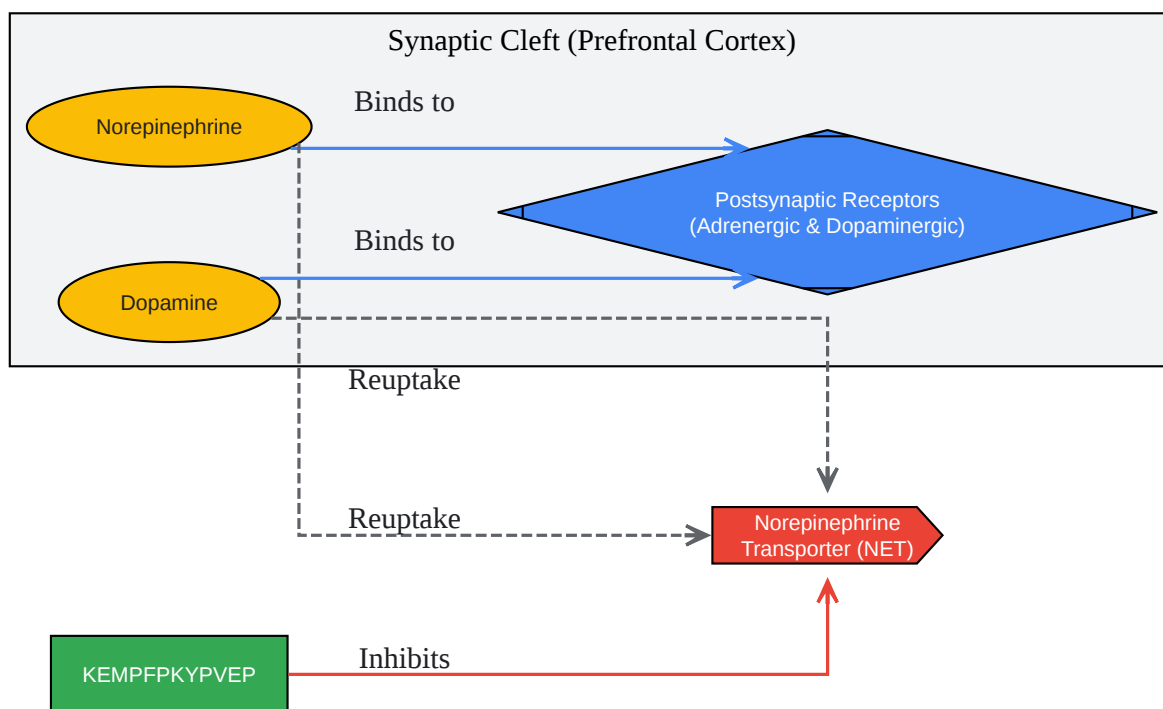 Synaptic Cleft (Prefrontal Cortex)
Binds to
Norepinephrine
Postsynaptic Receptors
(Adrenergic & Dopaminergic)
Binds to
Dopamine
Reuptake
Reuptake
Norepinephrine
Transporter (NET)
Inhibits
KEMPFPKYPVEP